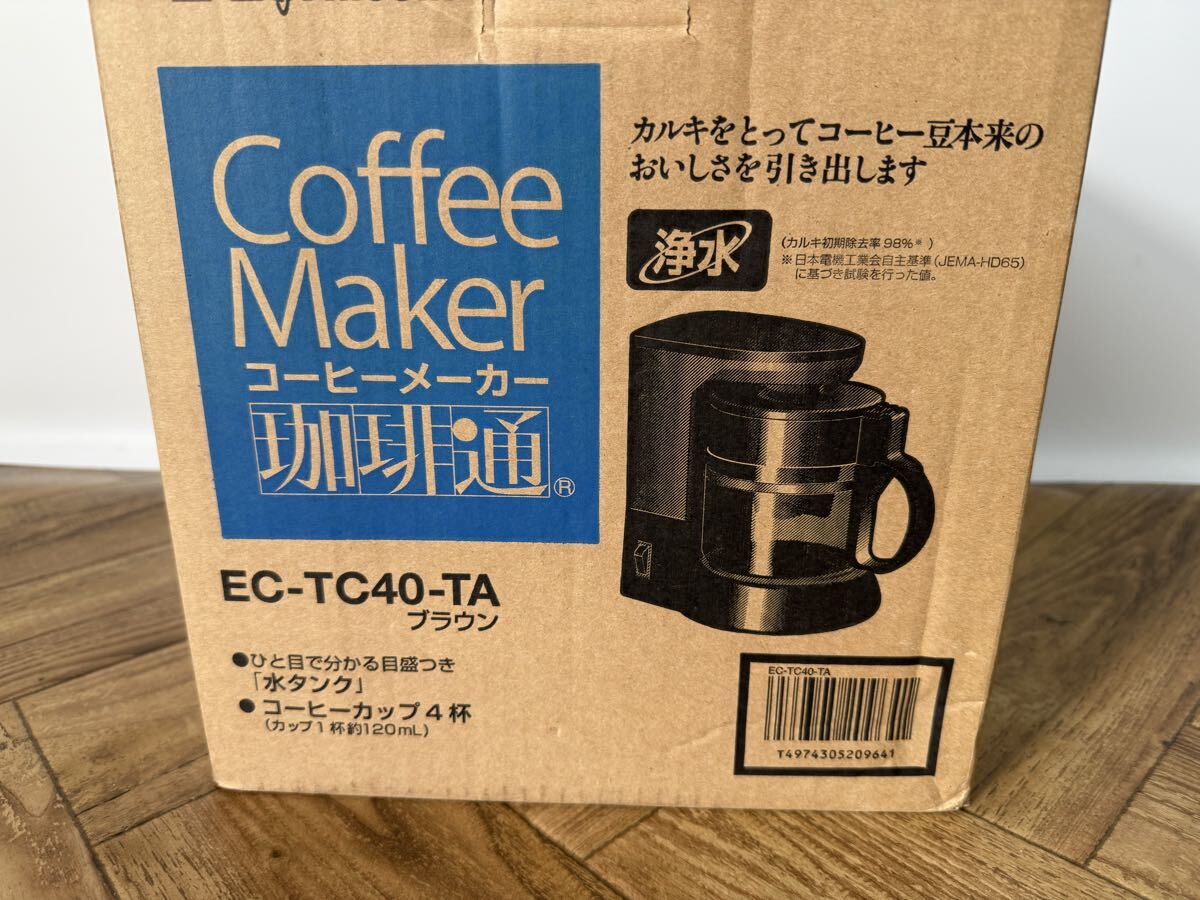 Coffee
Maker
コーヒーメーカー
珈琲通®
EC-TC40-TA
ブラウン
●ひと目で分かる目盛つき
「水タンク」
●コーヒーカップ4杯
(カップ1杯約120mL)
カルキをとってコーヒー豆本来の
おいしさを引き出します
浄水
(カルキ初期除去率98%※)
※日本電機工業会自主基準(JEMA-HD65)
に基づき試験を行った値。
EC-TC40-TA
T4974305209641